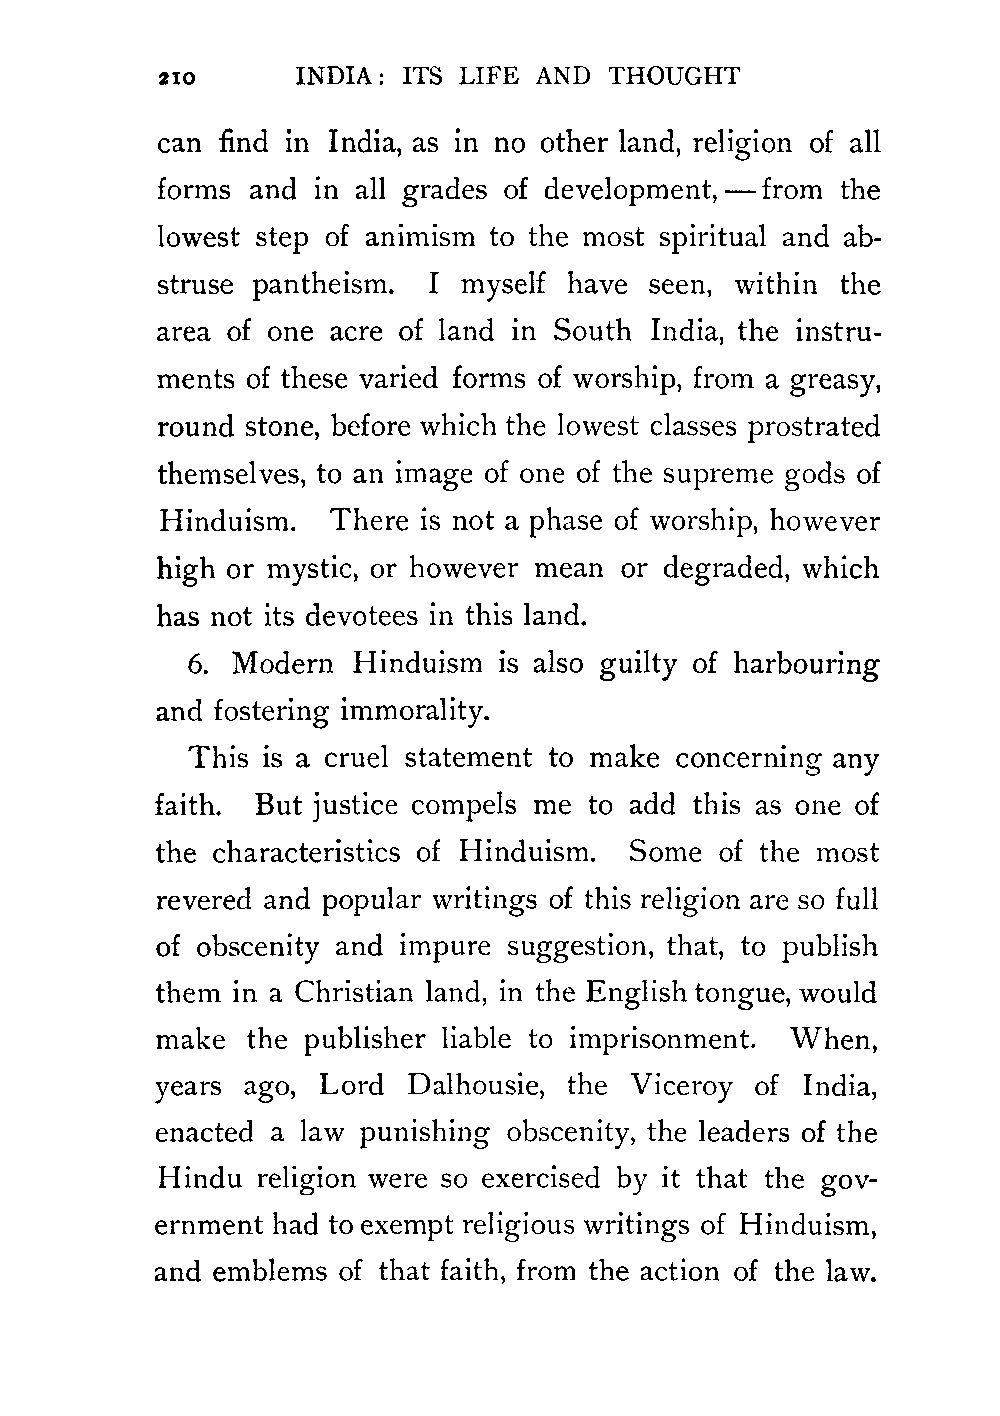 210 INDIA: ITS LIFE AND THOUGHT
can find in India, as in no other land, religion of all
forms and in all grades of development, — from the
lowest step of animism to the most spiritual and ab-
struse pantheism. I myself have seen, within the
area of one acre of land in South India, the instru-
ments of these varied forms of worship, from a greasy,
round stone, before which the lowest classes prostrated
themselves, to an image of one of the supreme gods of
Hinduism. There is not a phase of worship, however
high or mystic, or however mean or degraded, which
has not its devotees in this land.
6. Modern Hinduism is also guilty of harbouring
and fostering immorality.
This is a cruel statement to make concerning any
faith. But justice compels me to add this as one of
the characteristics of Hinduism. Some of the most
revered and popular writings of this religion are so full
of obscenity and impure suggestion, that, to publish
them in a Christian land, in the English tongue, would
make the publisher liable to imprisonment. When,
years ago, Lord Dalhousie, the Viceroy of India,
enacted a law punishing obscenity, the leaders of the
Hindu religion were so exercised by it that the gov-
ernment had to exempt religious writings of Hinduism,
and emblems of that faith, from the action of the law.